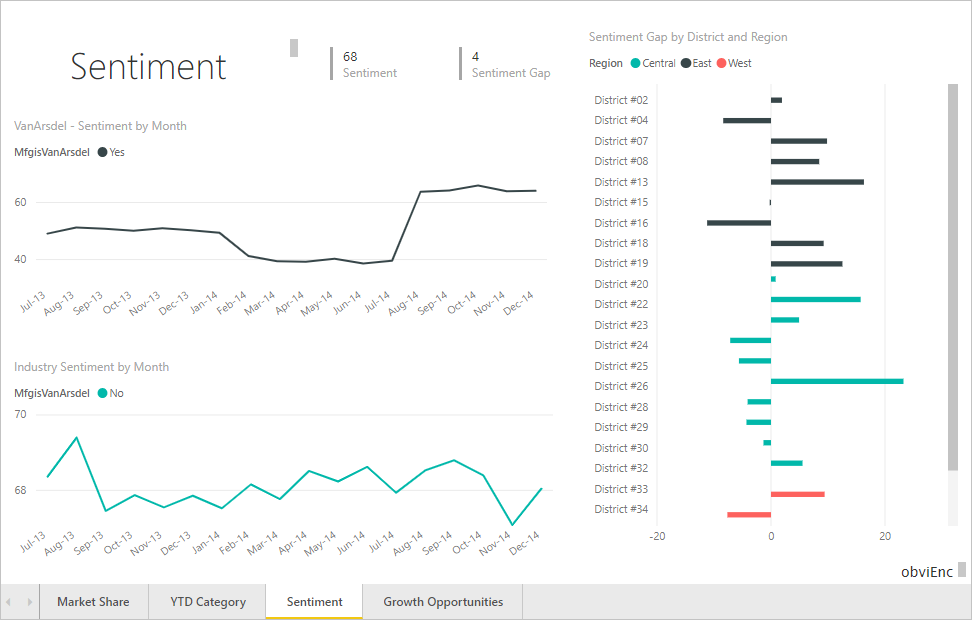 Sentiment
68
Sentiment
4
Sentiment Gap
VanArsdel - Sentiment by Month
MfgisVanArsdel Yes
60
40
Jul-13 Aug-13 Sep-13 Oct-13 Nov-13 Dec-13 Jan-14 Feb-14 Mar-14 Apr-14 May-14 Jun-14 Jul-14 Aug-14 Sep-14 Oct-14 Nov-14 Dec-14
Industry Sentiment by Month
MfgisVanArsdel No
70
68
Jul-13 Aug-13 Sep-13 Oct-13 Nov-13 Dec-13 Jan-14 Feb-14 Mar-14 Apr-14 May-14 Jun-14 Jul-14 Aug-14 Sep-14 Oct-14 Nov-14 Dec-14
Sentiment Gap by District and Region
Region Central East West
District #02
District #04
District #07
District #08
District #13
District #15
District #16
District #18
District #19
District #20
District #22
District #23
District #24
District #25
District #26
District #28
District #29
District #30
District #32
District #33
District #34
-20 0 20
obviEnc
Market Share YTD Category Sentiment Growth Opportunities